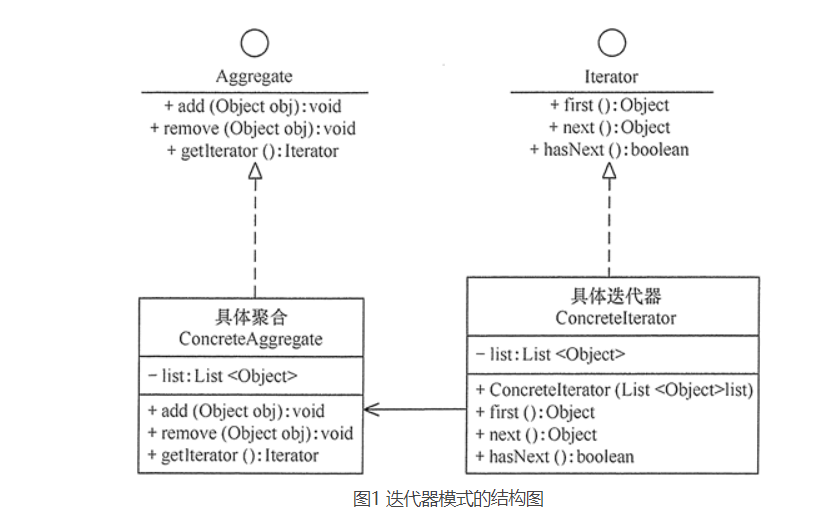 Aggregate
+ add (Object obj) : void
+ remove (Object obj) : void
+ getIterator () : Iterator
Iterator
+ first () : Object
+ next () : Object
+ hasNext () : boolean
具体聚合
ConcreteAggregate
- list : List <Object>
+ add (Object obj) : void
+ remove (Object obj) : void
+ getIterator () : Iterator
具体迭代器
ConcreteIterator
- list : List <Object>
+ ConcreteIterator (List <Object>list)
+ first () : Object
+ next () : Object
+ hasNext () : boolean
图1 迭代器模式的结构图